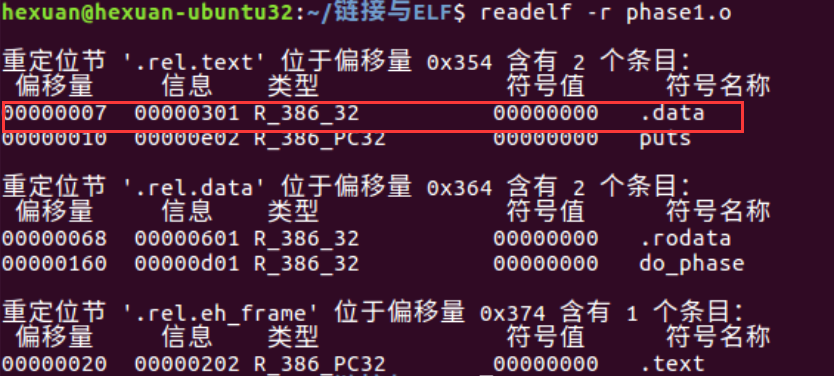 hexuan@hexuan-ubuntu32:~/链接与ELF$ readelf -r phase1.o
重定位节 '.rel.text' 位于偏移量 0x354 含有 2 个条目:
偏移量 信息 类型 符号值 符号名称
00000007 00000301 R_386_32 00000000 .data
00000010 00000e02 R_386_PC32 00000000 puts
重定位节 '.rel.data' 位于偏移量 0x364 含有 2 个条目:
偏移量 信息 类型 符号值 符号名称
00000068 00000601 R_386_32 00000000 .rodata
00000160 00000d01 R_386_32 00000000 do_phase
重定位节 '.rel.eh_frame' 位于偏移量 0x374 含有 1 个条目:
偏移量 信息 类型 符号值 符号名称
00000020 00000202 R_386_PC32 00000000 .text